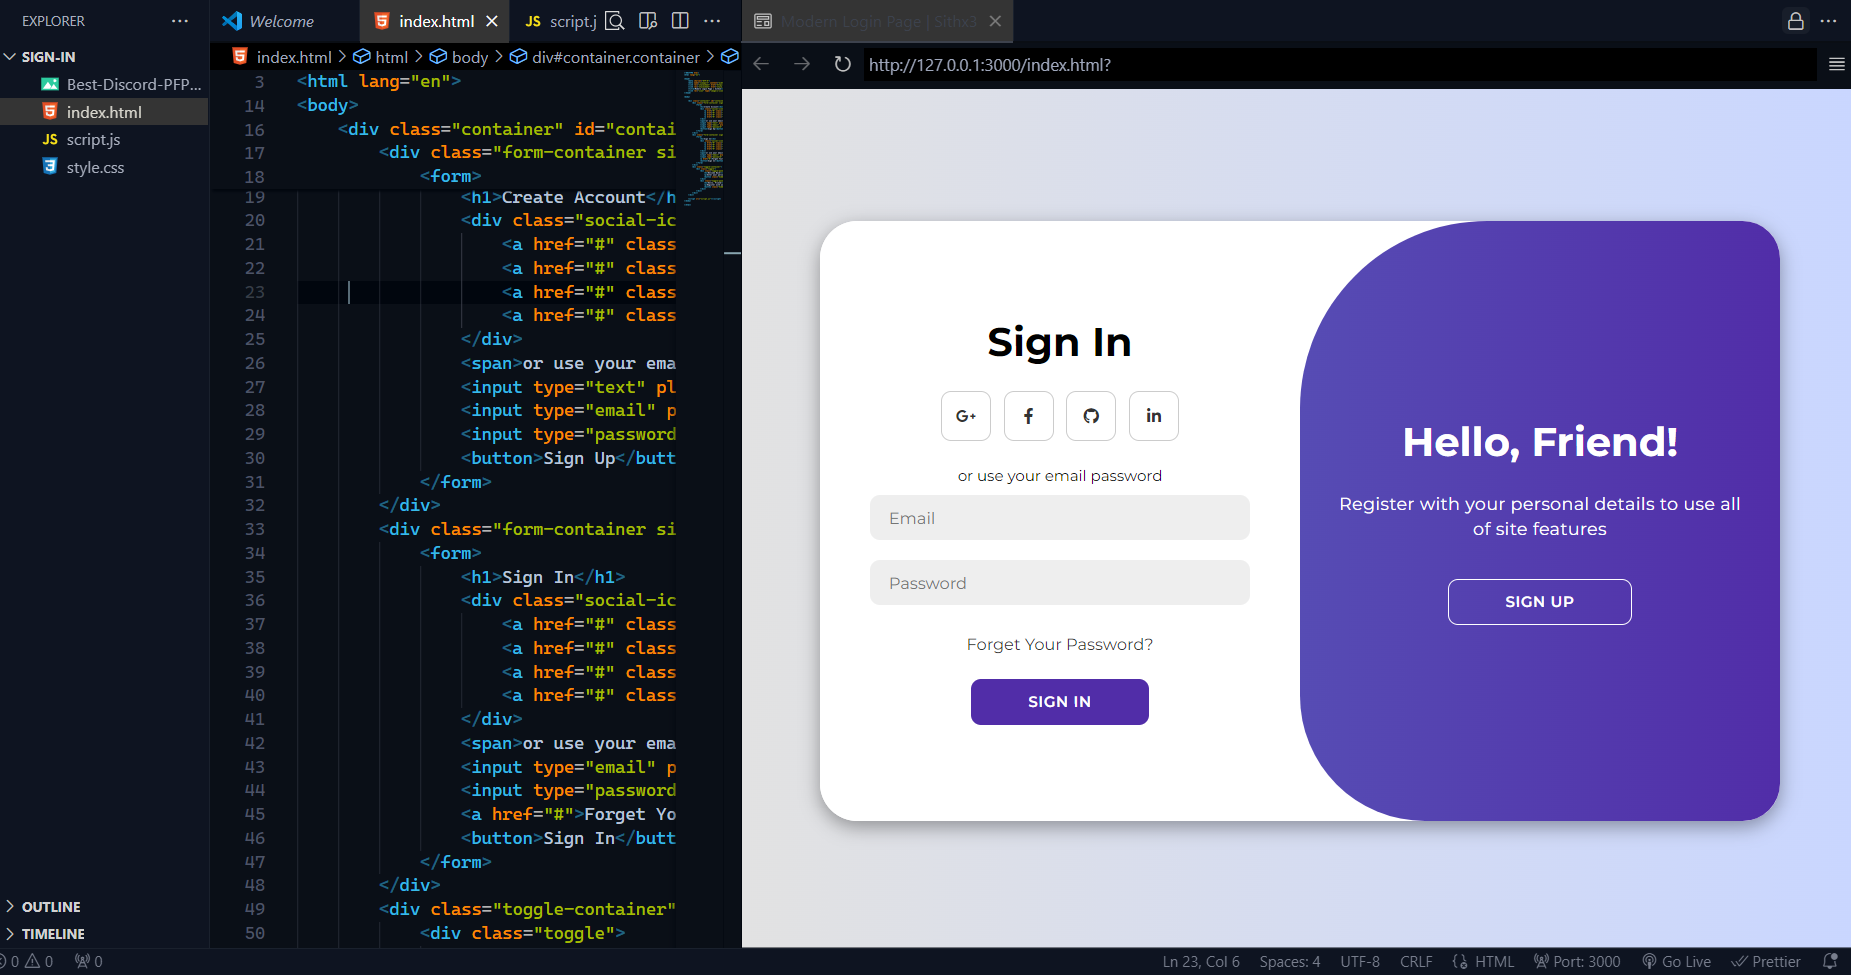 EXPLORER
SIGN-IN
Best-Discord-PFP...
index.html
JS script.js
style.css
OUTLINE
TIMELINE
Welcome
index.html
JS script.j
index.html > html > body > div#container.container >
3 <html lang="en">
14 <body>
16 <div class="container" id="contai
17 <div class="form-container si
18 <form>
19 <h1>Create Account</h
20 <div class="social-ic
21 <a href="#" class
22 <a href="#" class
23 <a href="#" class
24 <a href="#" class
25 </div>
26 <span>or use your ema
27 <input type="text" pl
28 <input type="email" p
29 <input type="password
30 <button>Sign Up</butt
31 </form>
32 </div>
33 <div class="form-container si
34 <form>
35 <h1>Sign In</h1>
36 <div class="social-ic
37 <a href="#" class
38 <a href="#" class
39 <a href="#" class
40 <a href="#" class
41 </div>
42 <span>or use your ema
43 <input type="email" p
44 <input type="password
45 <a href="#">Forget Yo
46 <button>Sign In</butt
47 </form>
48 </div>
49 <div class="toggle-container"
50 <div class="toggle">
Modern Login Page | Sithx3
http://127.0.0.1:3000/index.html?
Sign In
G+ f in
or use your email password
Email
Password
Forget Your Password?
SIGN IN
Hello, Friend!
Register with your personal details to use all
of site features
SIGN UP
0 0 0
Ln 23, Col 6 Spaces: 4 UTF-8 CRLF HTML Port: 3000 Go Live Prettier